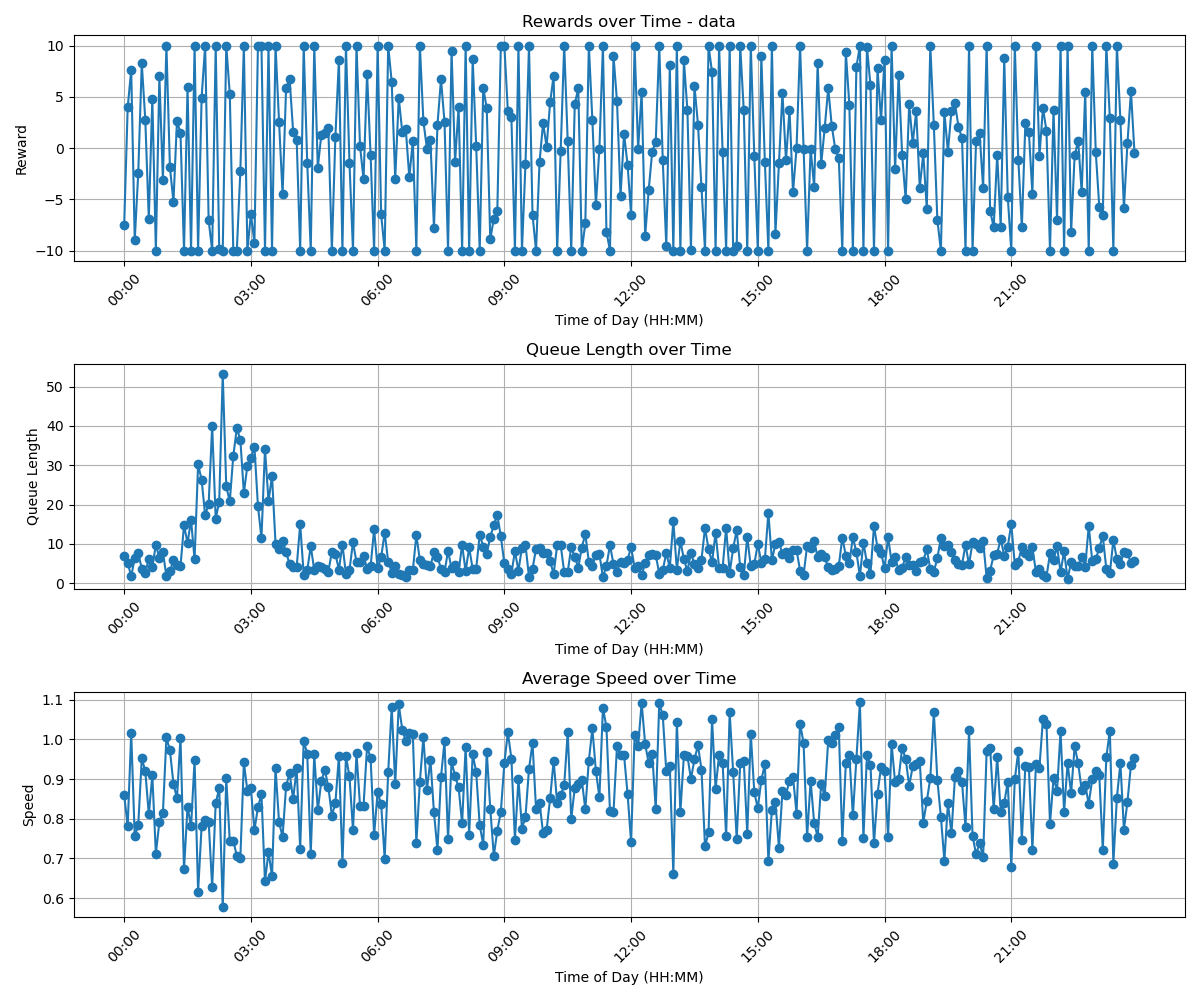 Rewards over Time - data
Reward
10
5
0
−5
−10
00:00 03:00 06:00 09:00 12:00 15:00 18:00 21:00
Time of Day (HH:MM)
Queue Length over Time
Queue Length
50
40
30
20
10
0
00:00 03:00 06:00 09:00 12:00 15:00 18:00 21:00
Time of Day (HH:MM)
Average Speed over Time
Speed
1.1
1.0
0.9
0.8
0.7
0.6
00:00 03:00 06:00 09:00 12:00 15:00 18:00 21:00
Time of Day (HH:MM)